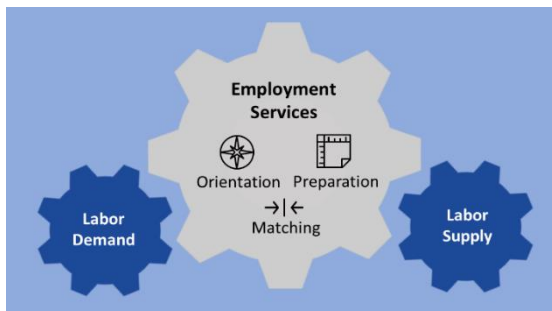 Employment
Services
Orientation Preparation
Matching
Labor
Demand
Labor
Supply